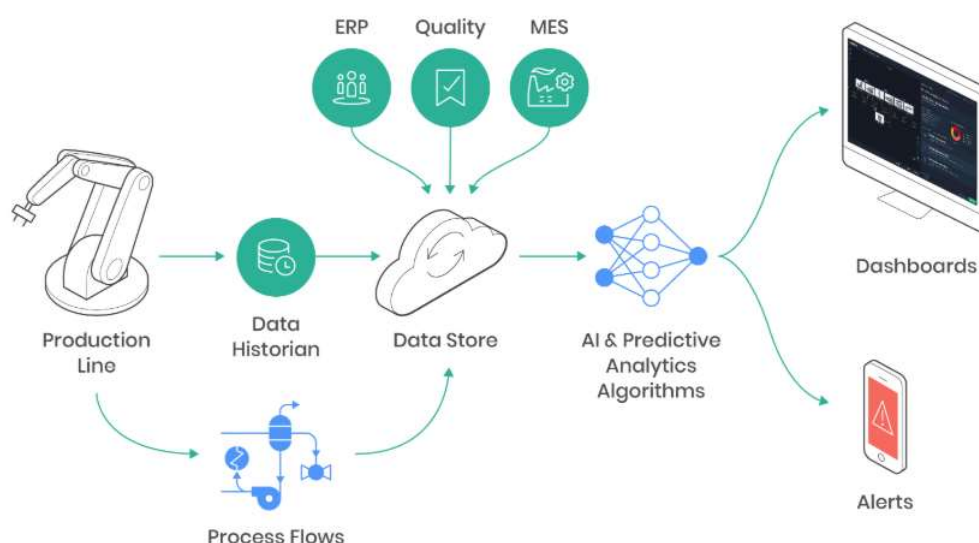 ERP
Quality
MES
Production
Line
Data
Historian
Data Store
AI & Predictive
Analytics
Algorithms
Dashboards
Process Flows
Alerts